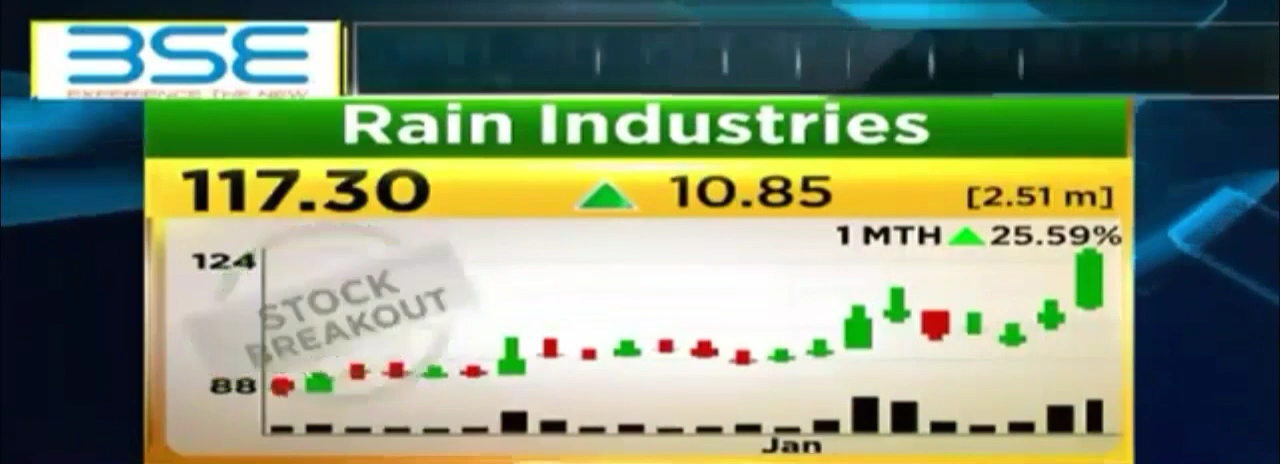 BSE
EXPERIENCE THE NEW
Rain Industries
117.30 ▲ 10.85 [2.51 m]
1 MTH ▲ 25.59%
124
STOCK
BREAKOUT
88
Jan